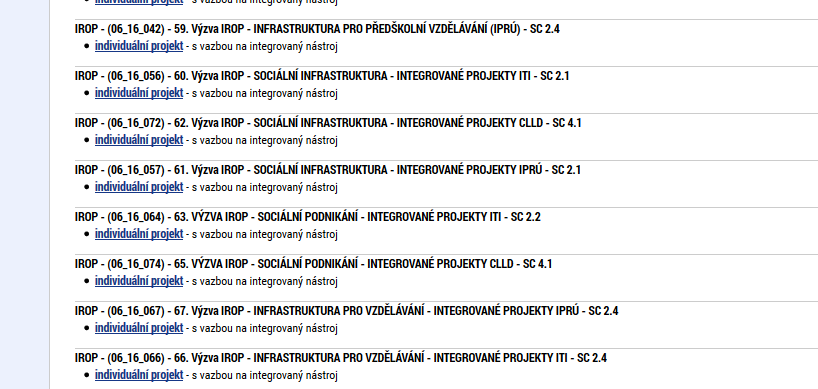 individuální projekt - s vazbou na integrovaný nástroj
IROP - (06_16_042) - 59. Výzva IROP - INFRASTRUKTURA PRO PŘEDŠKOLNÍ VZDĚLÁVÁNÍ (IPRÚ) - SC 2.4
• individuální projekt - s vazbou na integrovaný nástroj
IROP - (06_16_056) - 60. Výzva IROP - SOCIÁLNÍ INFRASTRUKTURA - INTEGROVANÉ PROJEKTY ITI - SC 2.1
• individuální projekt - s vazbou na integrovaný nástroj
IROP - (06_16_072) - 62. Výzva IROP - SOCIÁLNÍ INFRASTRUKTURA - INTEGROVANÉ PROJEKTY CLLD - SC 4.1
• individuální projekt - s vazbou na integrovaný nástroj
IROP - (06_16_057) - 61. Výzva IROP - SOCIÁLNÍ INFRASTRUKTURA - INTEGROVANÉ PROJEKTY IPRÚ - SC 2.1
• individuální projekt - s vazbou na integrovaný nástroj
IROP - (06_16_064) - 63. VÝZVA IROP - SOCIÁLNÍ PODNIKÁNÍ - INTEGROVANÉ PROJEKTY ITI - SC 2.2
• individuální projekt - s vazbou na integrovaný nástroj
IROP - (06_16_074) - 65. VÝZVA IROP - SOCIÁLNÍ PODNIKÁNÍ - INTEGROVANÉ PROJEKTY CLLD - SC 4.1
• individuální projekt - s vazbou na integrovaný nástroj
IROP - (06_16_067) - 67. Výzva IROP - INFRASTRUKTURA PRO VZDĚLÁVÁNÍ - INTEGROVANÉ PROJEKTY IPRÚ - SC 2.4
• individuální projekt - s vazbou na integrovaný nástroj
IROP - (06_16_066) - 66. Výzva IROP - INFRASTRUKTURA PRO VZDĚLÁVÁNÍ - INTEGROVANÉ PROJEKTY ITI - SC 2.4
• individuální projekt - s vazbou na integrovaný nástroj